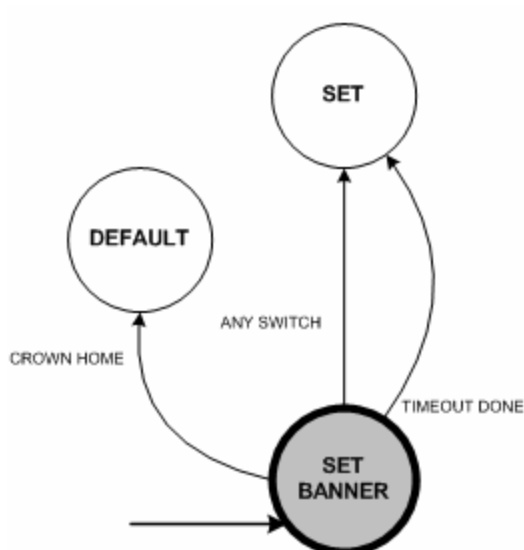 SET
DEFAULT
ANY SWITCH
CROWN HOME
TIMEOUT DONE
SET
BANNER